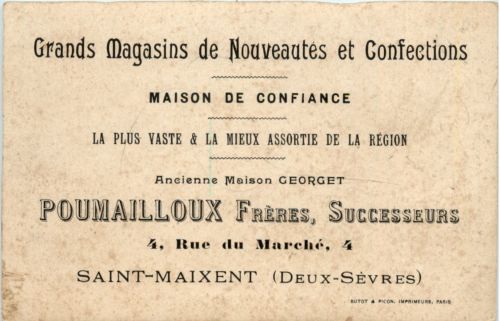 Grands Magasins de Nouveautés et Confections
MAISON DE CONFIANCE
LA PLUS VASTE & LA MIEUX ASSORTIE DE LA RÉGION
Ancienne Maison GEORGET
POUMAILLOUX FRÈRES, SUCCESSEURS
4, Rue du Marché, 4
SAINT-MAIXENT (DEUX-SÈVRES)
BUTOT & PICON, IMPRIMEURS, PARIS